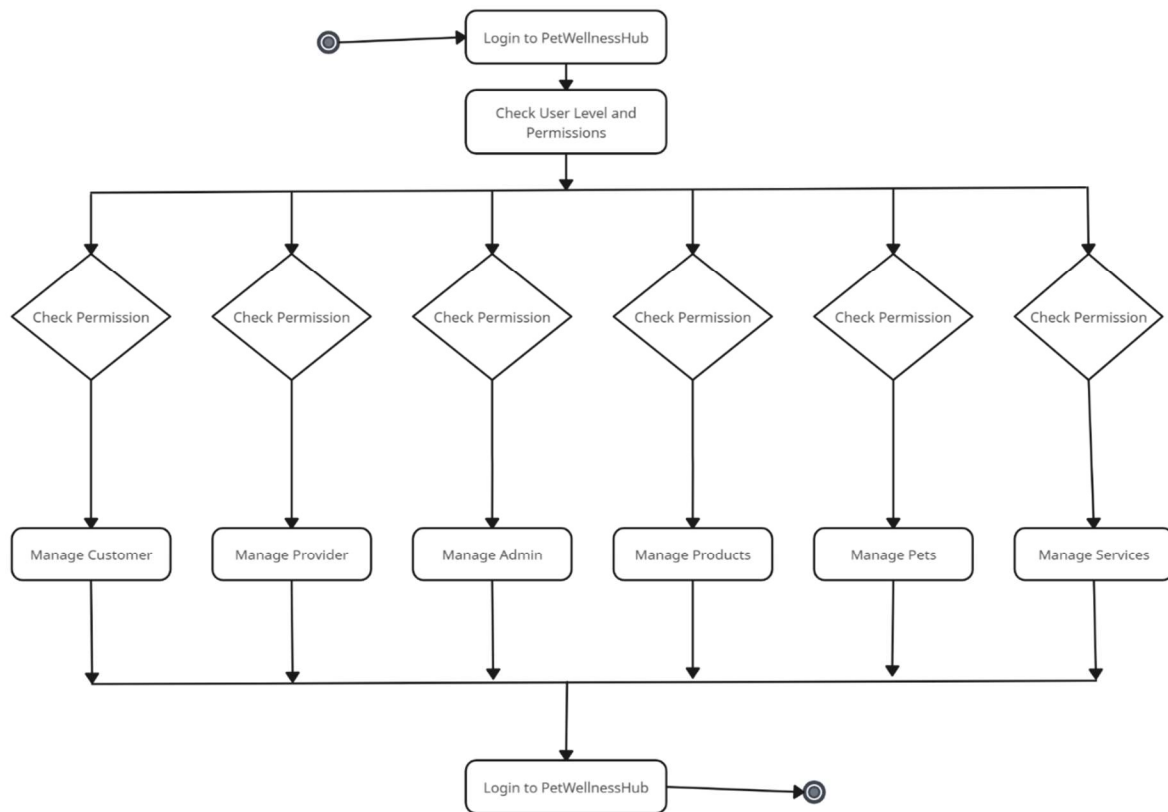 Login to PetWellnessHub
Check User Level and
Permissions
Check Permission
Check Permission
Check Permission
Check Permission
Check Permission
Check Permission
Manage Customer
Manage Provider
Manage Admin
Manage Products
Manage Pets
Manage Services
Login to PetWellnessHub